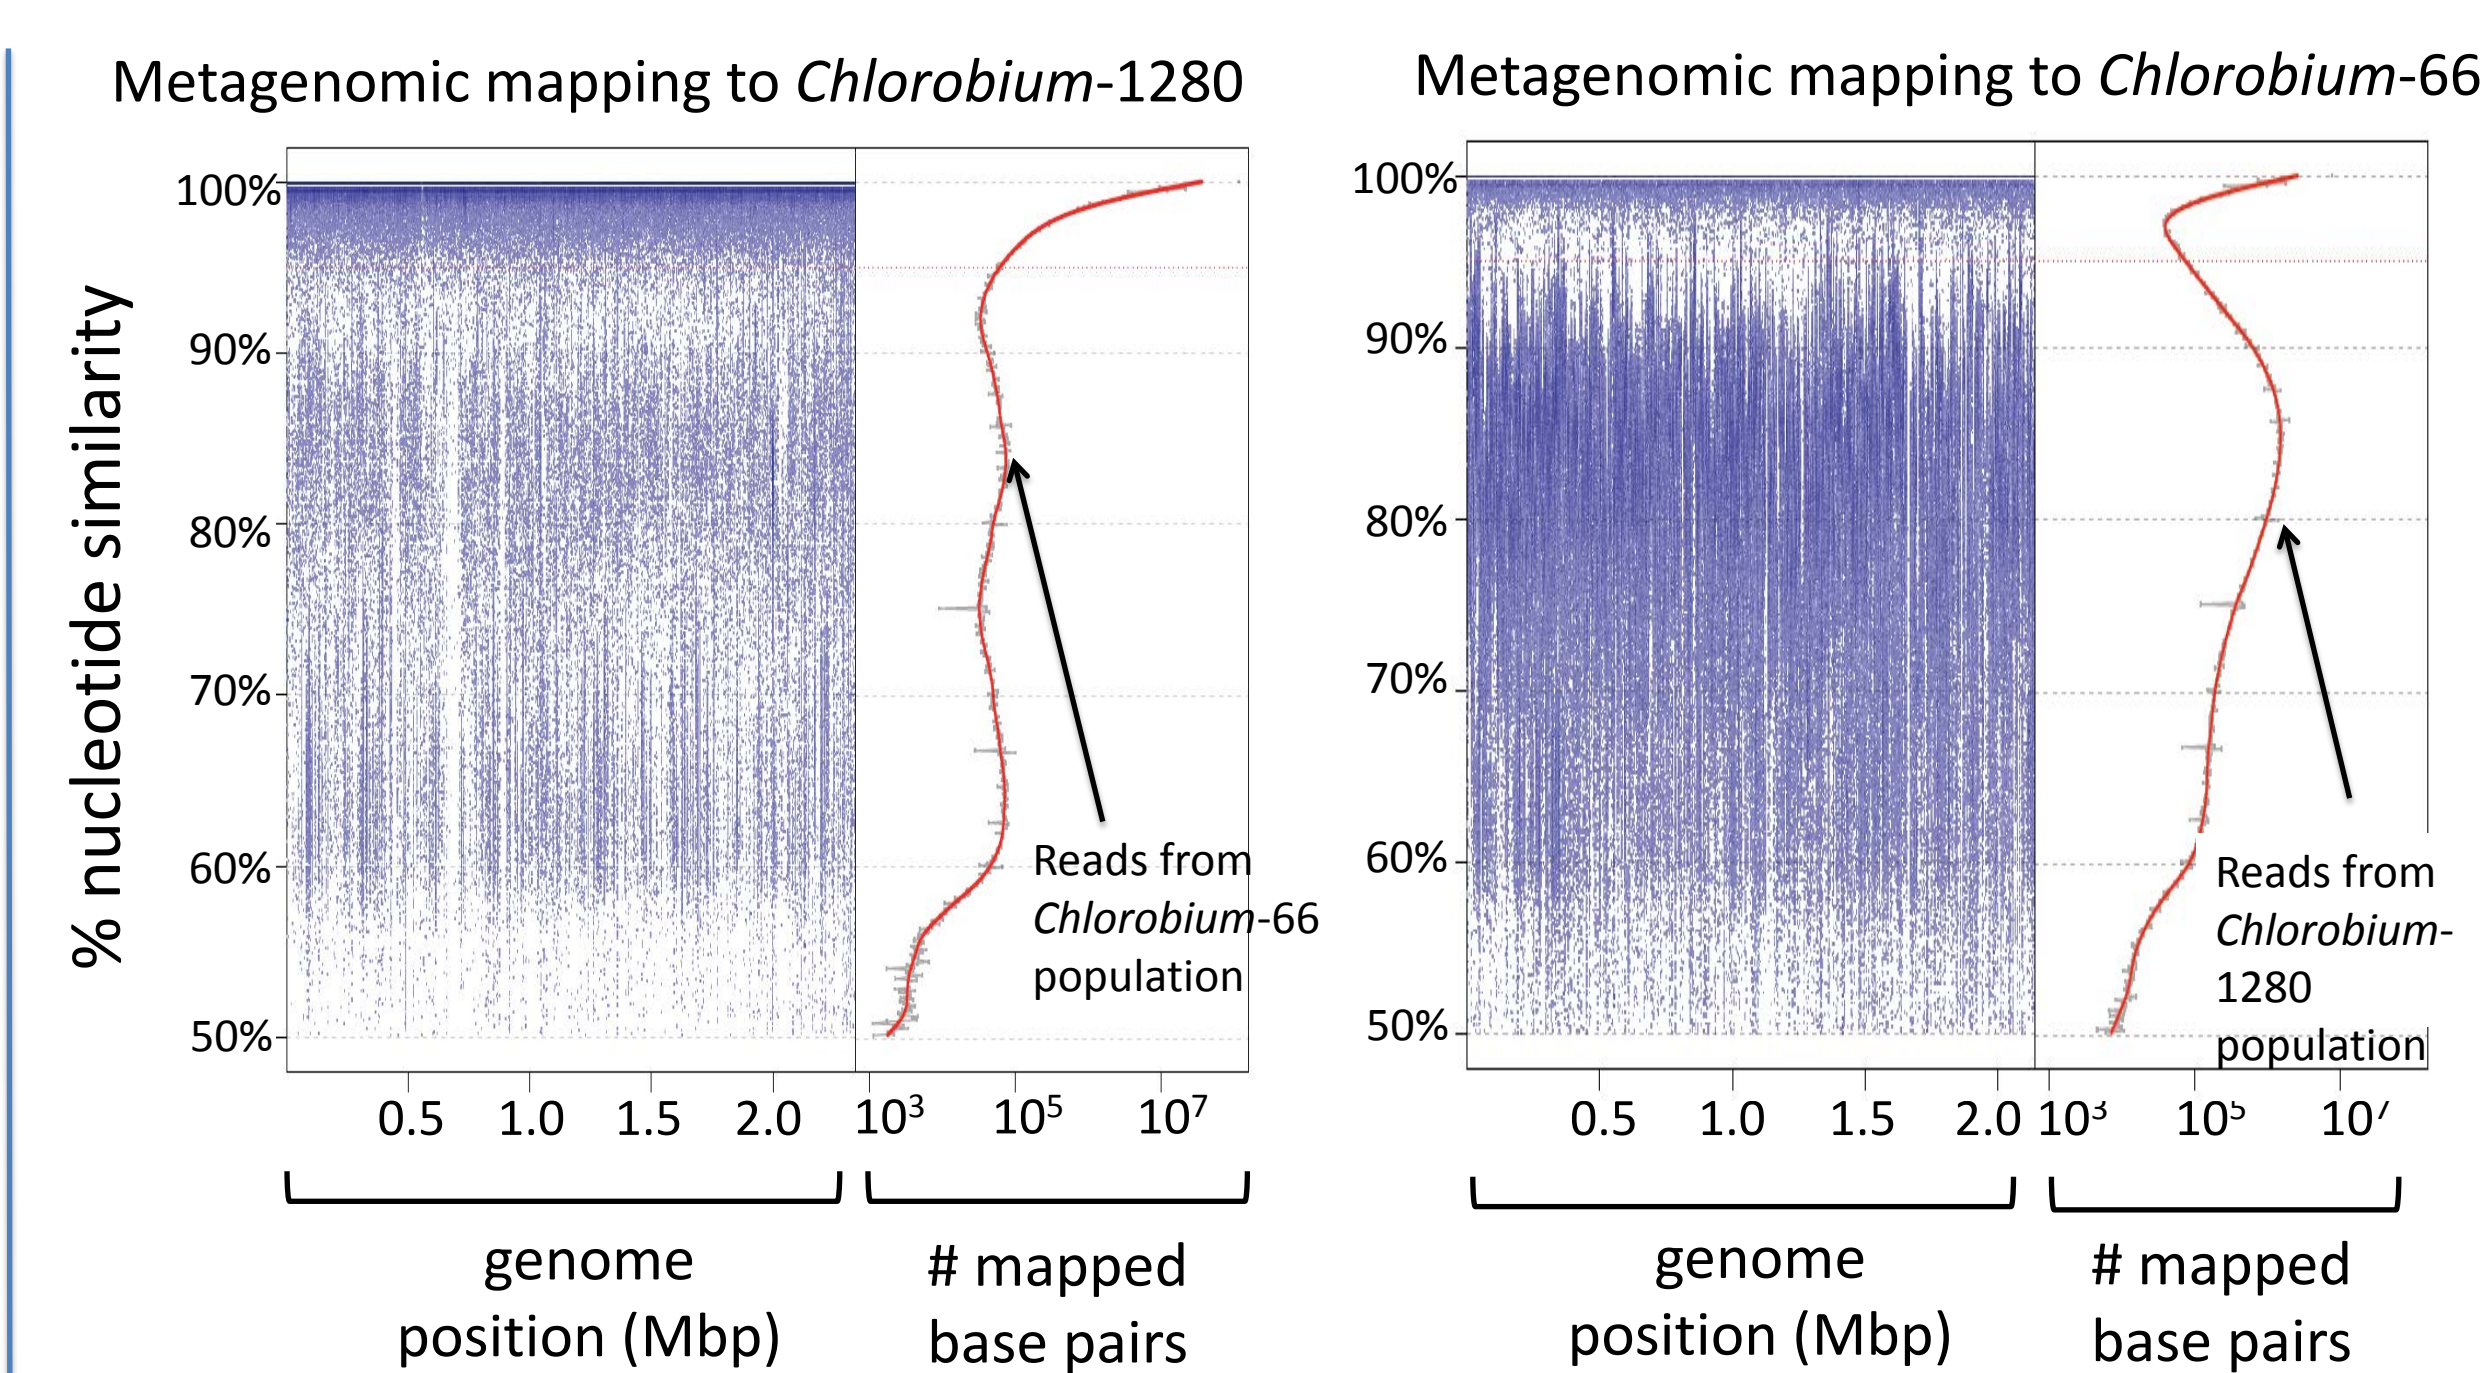 Metagenomic mapping to Chlorobium-1280
% nucleotide similarity
100%
90%
80%
70%
60%
50%
Reads from
Chlorobium-66
population
0.5 1.0 1.5 2.0 10³ 10⁵ 10⁷
genome
position (Mbp)
# mapped
base pairs
Metagenomic mapping to Chlorobium-66
100%
90%
80%
70%
60%
50%
Reads from
Chlorobium-
1280
population
0.5 1.0 1.5 2.0 10³ 10⁵ 10⁷
genome
position (Mbp)
# mapped
base pairs